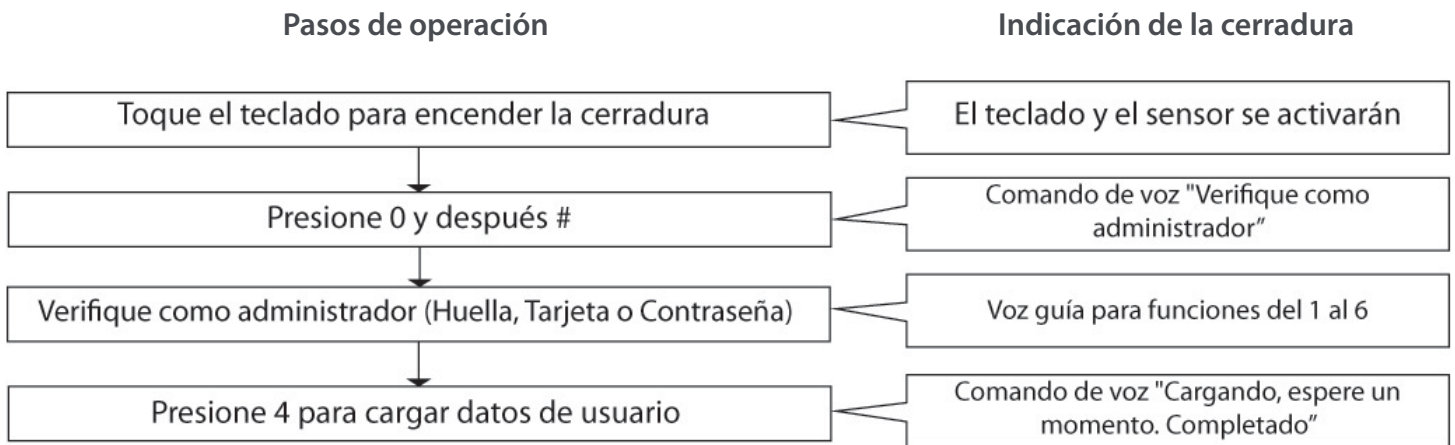 Pasos de operación
Indicación de la cerradura
Toque el teclado para encender la cerradura
El teclado y el sensor se activarán
Presione 0 y después #
Comando de voz "Verifique como
administrador”
Verifique como administrador (Huella, Tarjeta o Contraseña)
Voz guía para funciones del 1 al 6
Presione 4 para cargar datos de usuario
Comando de voz "Cargando, espere un
momento. Completado”